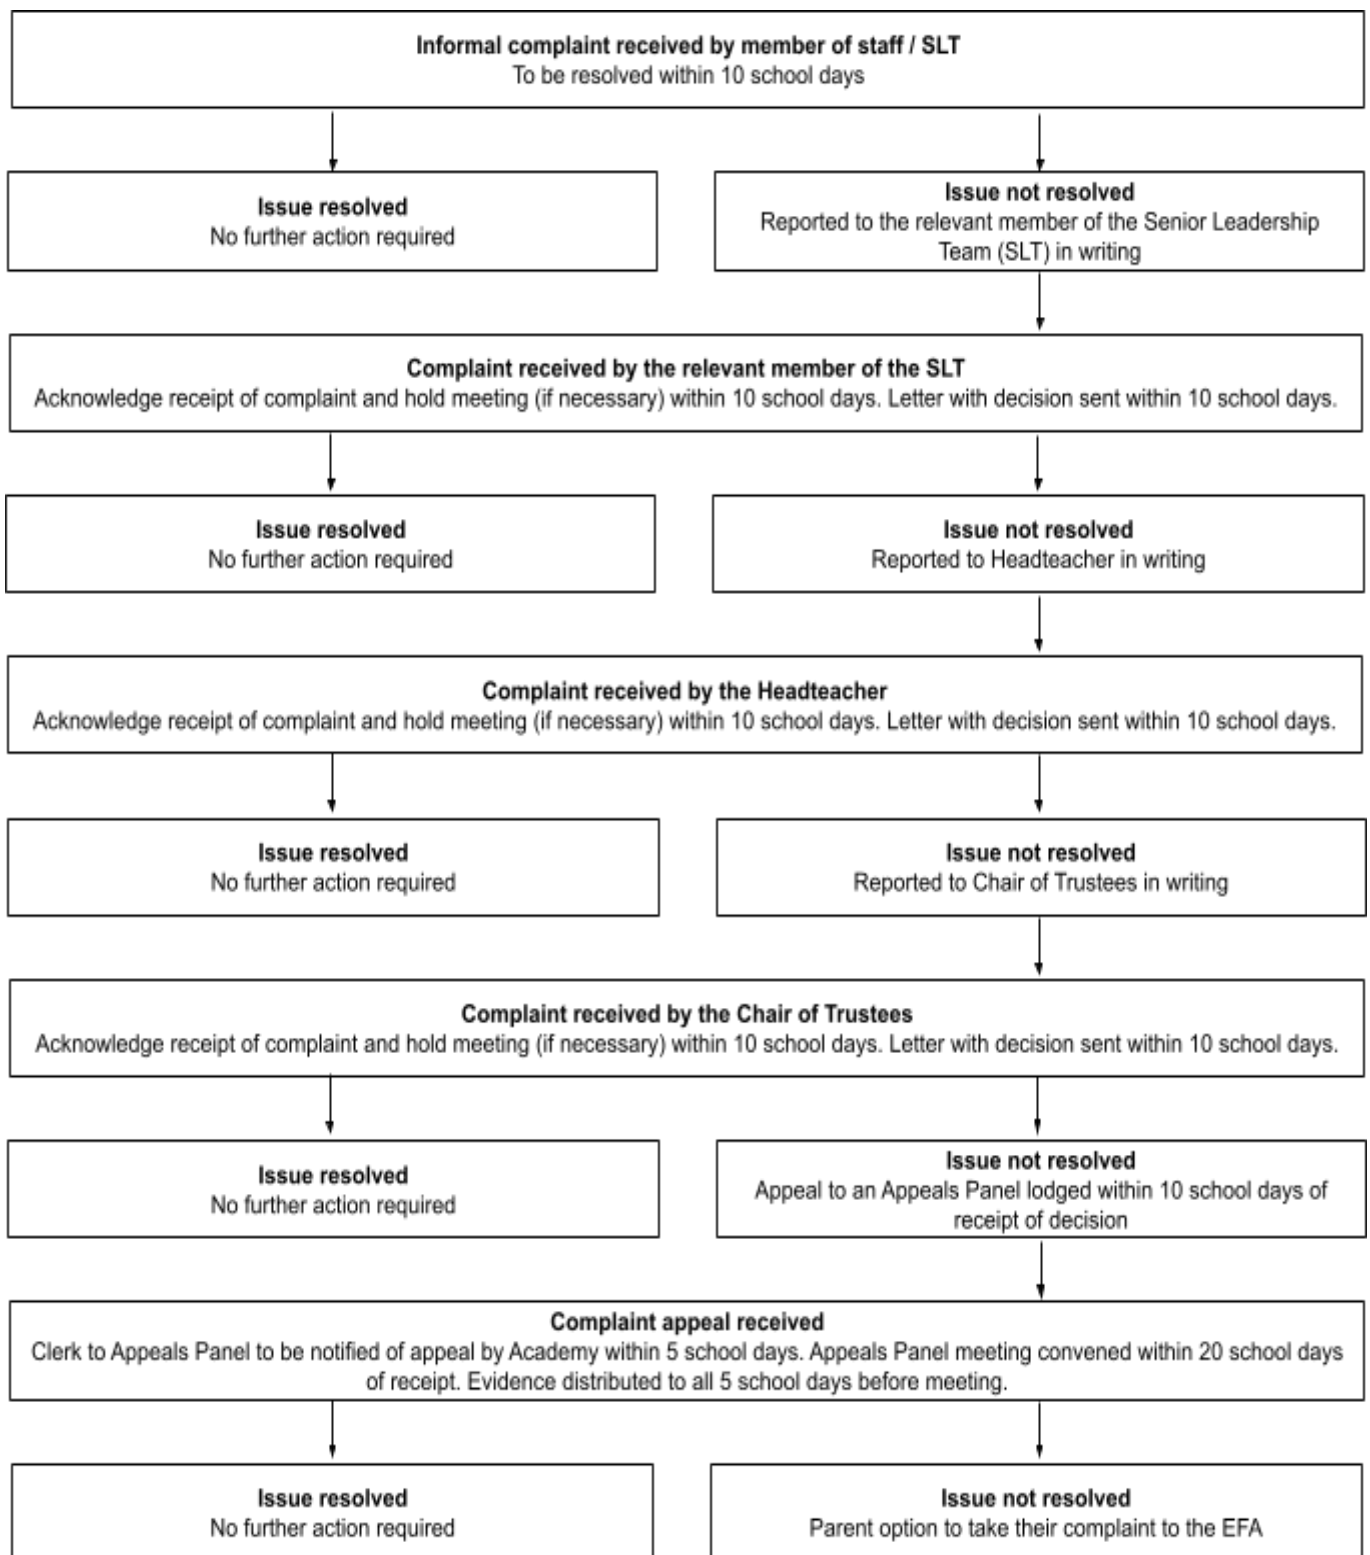 Informal complaint received by member of staff / SLT
To be resolved within 10 school days
Issue resolved
No further action required
Issue not resolved
Reported to the relevant member of the Senior Leadership
Team (SLT) in writing
Complaint received by the relevant member of the SLT
Acknowledge receipt of complaint and hold meeting (if necessary) within 10 school days. Letter with decision sent within 10 school days.
Issue resolved
No further action required
Issue not resolved
Reported to Headteacher in writing
Complaint received by the Headteacher
Acknowledge receipt of complaint and hold meeting (if necessary) within 10 school days. Letter with decision sent within 10 school days.
Issue resolved
No further action required
Issue not resolved
Reported to Chair of Trustees in writing
Complaint received by the Chair of Trustees
Acknowledge receipt of complaint and hold meeting (if necessary) within 10 school days. Letter with decision sent within 10 school days.
Issue resolved
No further action required
Issue not resolved
Appeal to an Appeals Panel lodged within 10 school days of
receipt of decision
Complaint appeal received
Clerk to Appeals Panel to be notified of appeal by Academy within 5 school days. Appeals Panel meeting convened within 20 school days
of receipt. Evidence distributed to all 5 school days before meeting.
Issue resolved
No further action required
Issue not resolved
Parent option to take their complaint to the EFA